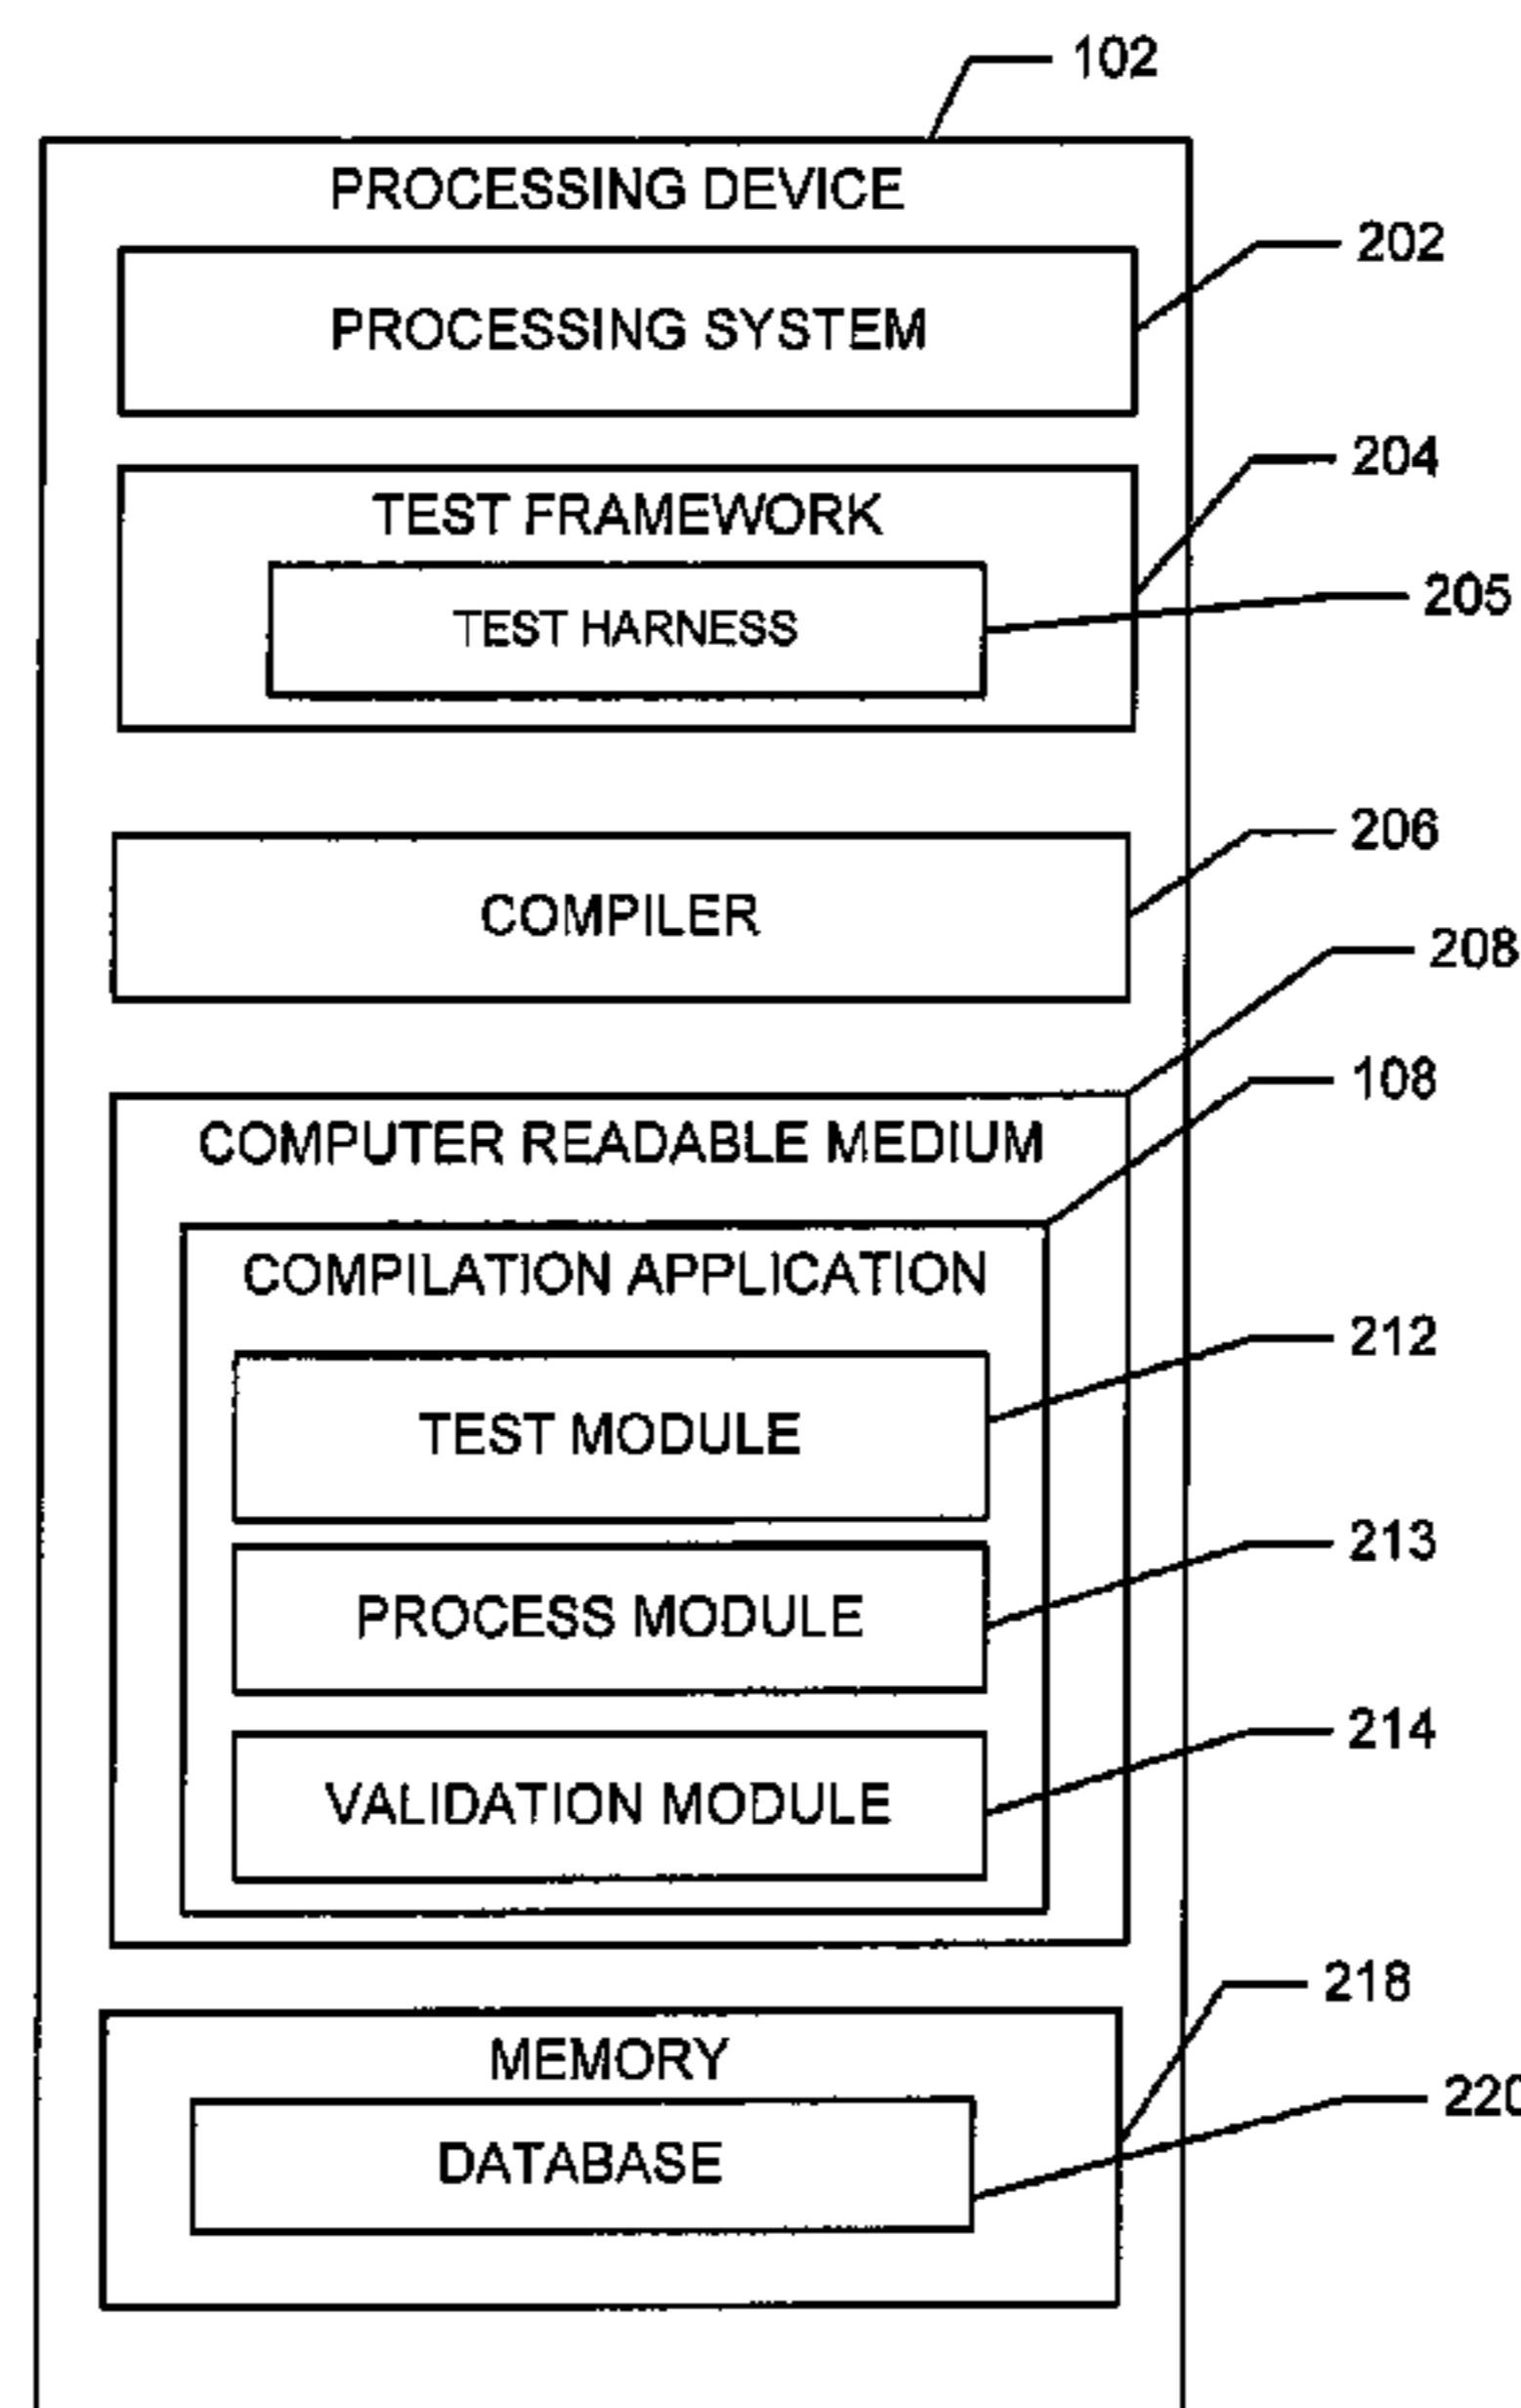 102
PROCESSING DEVICE
202
PROCESSING SYSTEM
204
TEST FRAMEWORK
205
TEST HARNESS
206
COMPILER
208
COMPUTER READABLE MEDIUM
108
COMPILATION APPLICATION
212
TEST MODULE
213
PROCESS MODULE
214
VALIDATION MODULE
218
MEMORY
220
DATABASE